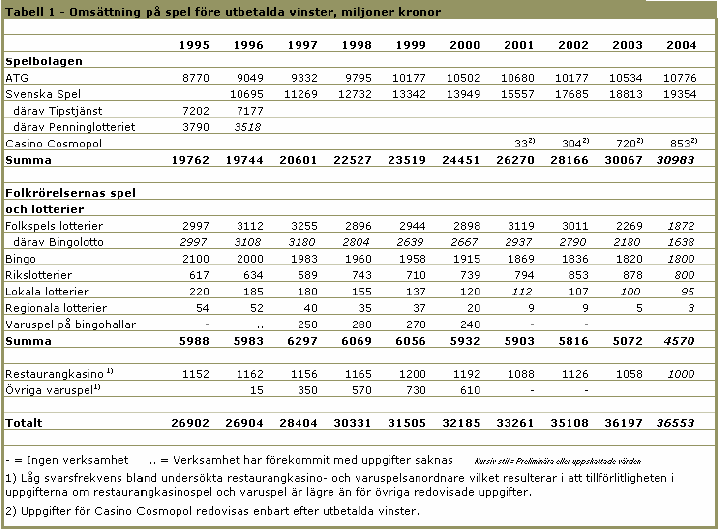 Tabell 1 - Omsättning på spel före utbetalda vinster, miljoner kronor
1995 1996 1997 1998 1999 2000 2001 2002 2003 2004
Spelbolagen
ATG 8770 9049 9332 9795 10177 10502 10680 10177 10534 10776
Svenska Spel 10695 11269 12732 13342 13949 15557 17685 18813 19354
därav Tipstjänst 7202 7177
därav Penninglotteriet 3790 3518
Casino Cosmopol 33²⁾ 304²⁾ 720²⁾ 853²⁾
Summa 19762 19744 20601 22527 23519 24451 26270 28166 30067 30983
Folkrörelsernas spel
och lotterier
Folkspels lotterier 2997 3112 3255 2896 2944 2898 3119 3011 2269 1872
därav Bingolotto 2997 3108 3180 2804 2639 2667 2937 2790 2180 1638
Bingo 2100 2000 1983 1960 1958 1915 1869 1836 1820 1800
Rikslotterier 617 634 589 743 710 739 794 853 878 800
Lokala lotterier 220 185 180 155 137 120 112 107 100 95
Regionala lotterier 54 52 40 35 37 20 9 9 5 3
Varuspel på bingohallar - .. 250 280 270 240 - -
Summa 5988 5983 6297 6069 6056 5932 5903 5816 5072 4570
Restaurangkasino ¹⁾ 1152 1162 1156 1165 1200 1192 1088 1126 1058 1000
Övriga varuspel¹⁾ 15 350 570 730 610 - -
Totalt 26902 26904 28404 30331 31505 32185 33261 35108 36197 36553
- = Ingen verksamhet .. = Verksamhet har förekommit med uppgifter saknas Kursiv stil= Preliminära eller uppskattade värden
1) Låg svarsfrekvens bland undersökta restaurangkasino- och varuspelsanordnare vilket resulterar i att tillförlitligheten i
uppgifterna om restaurangkasinospel och varuspel är lägre än för övriga redovisade uppgifter.
2) Uppgifter för Casino Cosmopol redovisas enbart efter utbetalda vinster.